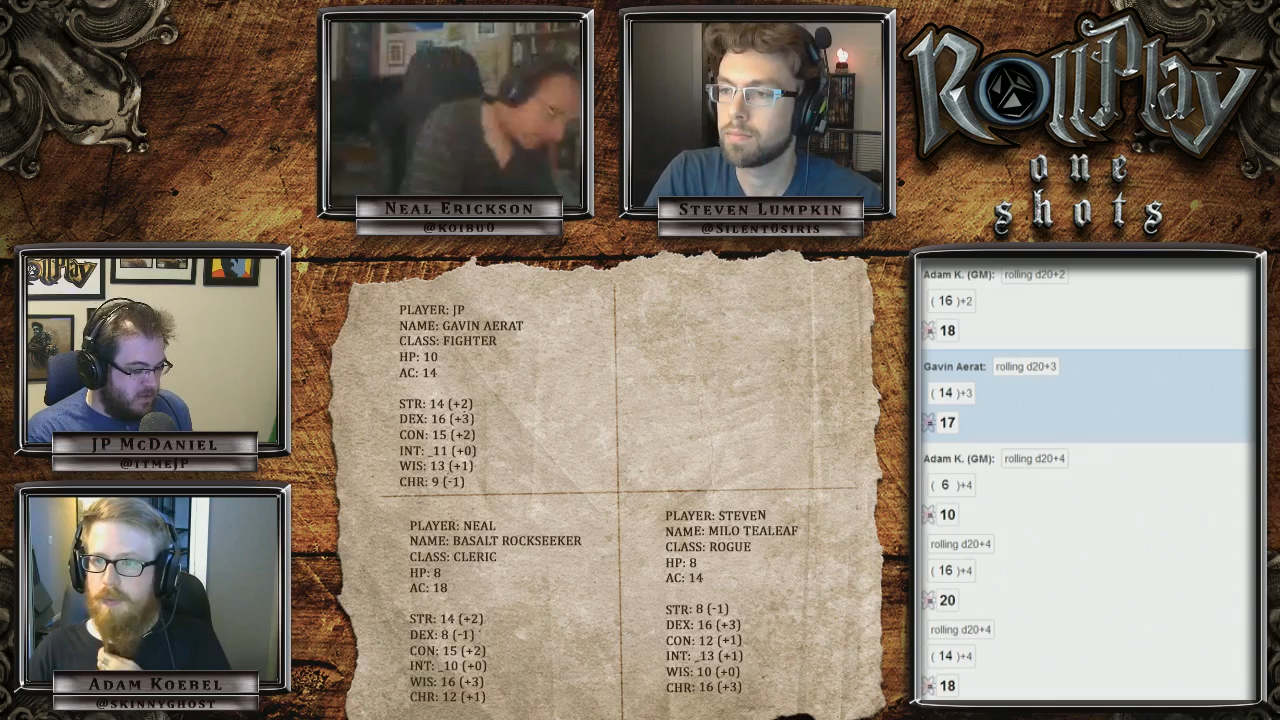 RollPlay
one
shots
Neal Erickson
@koibu0
Steven Lumpkin
@Silent0siris
RollPlay
JP McDaniel
@itmeJP
Adam Koebel
@skinnyghost
PLAYER: JP
NAME: GAVIN AERAT
CLASS: FIGHTER
HP: 10
AC: 14
STR: 14 (+2)
DEX: 16 (+3)
CON: 15 (+2)
INT: _11 (+0)
WIS: 13 (+1)
CHR: 9 (-1)
PLAYER: NEAL
NAME: BASALT ROCKSEEKER
CLASS: CLERIC
HP: 8
AC: 18
STR: 14 (+2)
DEX: 8 (-1)
CON: 15 (+2)
INT: _10 (+0)
WIS: 16 (+3)
CHR: 12 (+1)
PLAYER: STEVEN
NAME: MILO TEALEAF
CLASS: ROGUE
HP: 8
AC: 14
STR: 8 (-1)
DEX: 16 (+3)
CON: 12 (+1)
INT: _13 (+1)
WIS: 10 (+0)
CHR: 16 (+3)
Adam K. (GM): rolling d20+2
( 16 )+2
= 18
Gavin Aerat: rolling d20+3
( 14 )+3
= 17
Adam K. (GM): rolling d20+4
( 6 )+4
= 10
rolling d20+4
( 16 )+4
= 20
rolling d20+4
( 14 )+4
= 18